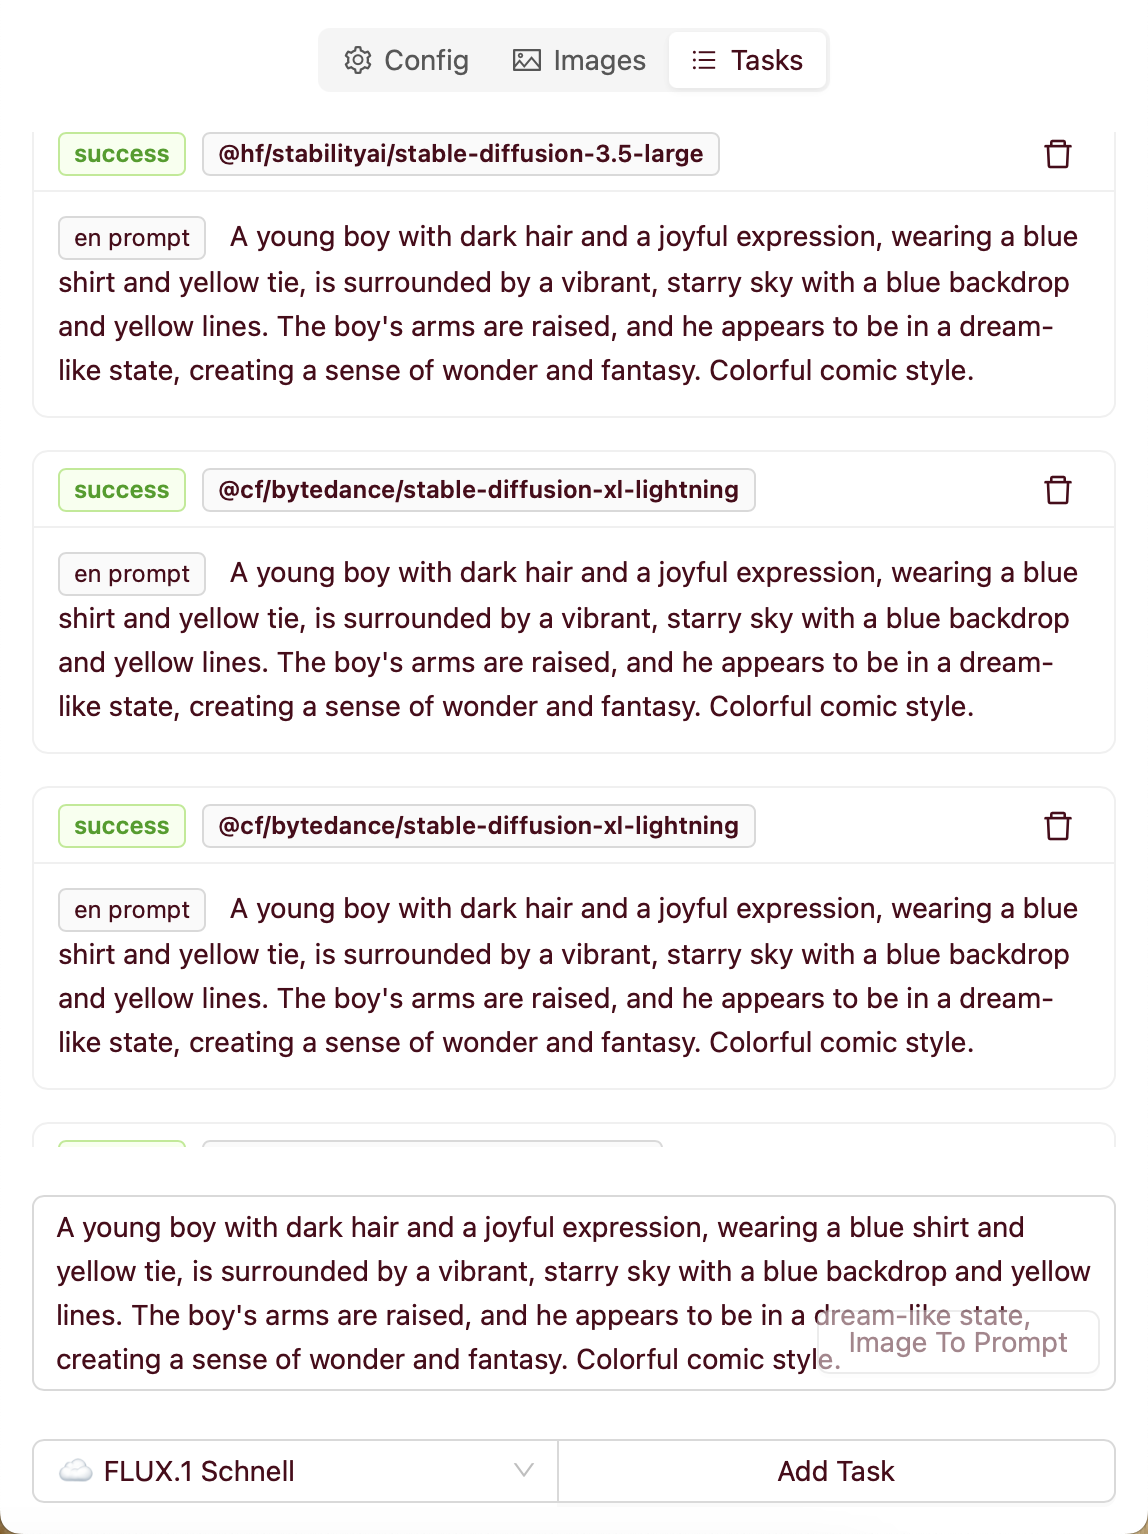 Config Images Tasks
success @hf/stabilityai/stable-diffusion-3.5-large
en prompt A young boy with dark hair and a joyful expression, wearing a blue
shirt and yellow tie, is surrounded by a vibrant, starry sky with a blue backdrop
and yellow lines. The boy's arms are raised, and he appears to be in a dream-
like state, creating a sense of wonder and fantasy. Colorful comic style.
success @cf/bytedance/stable-diffusion-xl-lightning
en prompt A young boy with dark hair and a joyful expression, wearing a blue
shirt and yellow tie, is surrounded by a vibrant, starry sky with a blue backdrop
and yellow lines. The boy's arms are raised, and he appears to be in a dream-
like state, creating a sense of wonder and fantasy. Colorful comic style.
success @cf/bytedance/stable-diffusion-xl-lightning
en prompt A young boy with dark hair and a joyful expression, wearing a blue
shirt and yellow tie, is surrounded by a vibrant, starry sky with a blue backdrop
and yellow lines. The boy's arms are raised, and he appears to be in a dream-
like state, creating a sense of wonder and fantasy. Colorful comic style.
A young boy with dark hair and a joyful expression, wearing a blue shirt and
yellow tie, is surrounded by a vibrant, starry sky with a blue backdrop and yellow
lines. The boy's arms are raised, and he appears to be in a dream-like state,
creating a sense of wonder and fantasy. Colorful comic style.
Image To Prompt
FLUX.1 Schnell Add Task